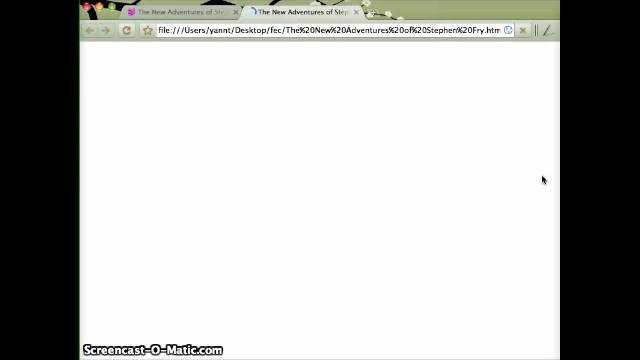 The New Adventures of Step
The New Adventures of Step
file:///Users/yannt/Desktop/fec/The%20New%20Adventures%20of%20Stephen%20Fry.htm
Screencast-O-Matic.com